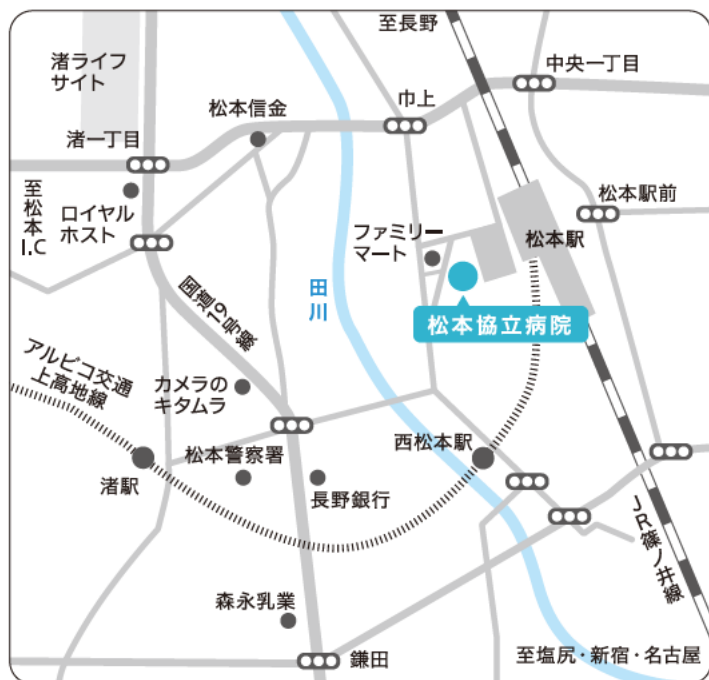 至長野
渚ライフ
サイト
中央一丁目
松本信金
巾上
渚一丁目
至松本I.C
ロイヤル
ホスト
松本駅前
ファミリー
マート
松本駅
田川
国道19号線
松本協立病院
アルピコ交通
上高地線
カメラの
キタムラ
西松本駅
松本警察署
渚駅
長野銀行
JR篠ノ井線
森永乳業
鎌田
至塩尻・新宿・名古屋